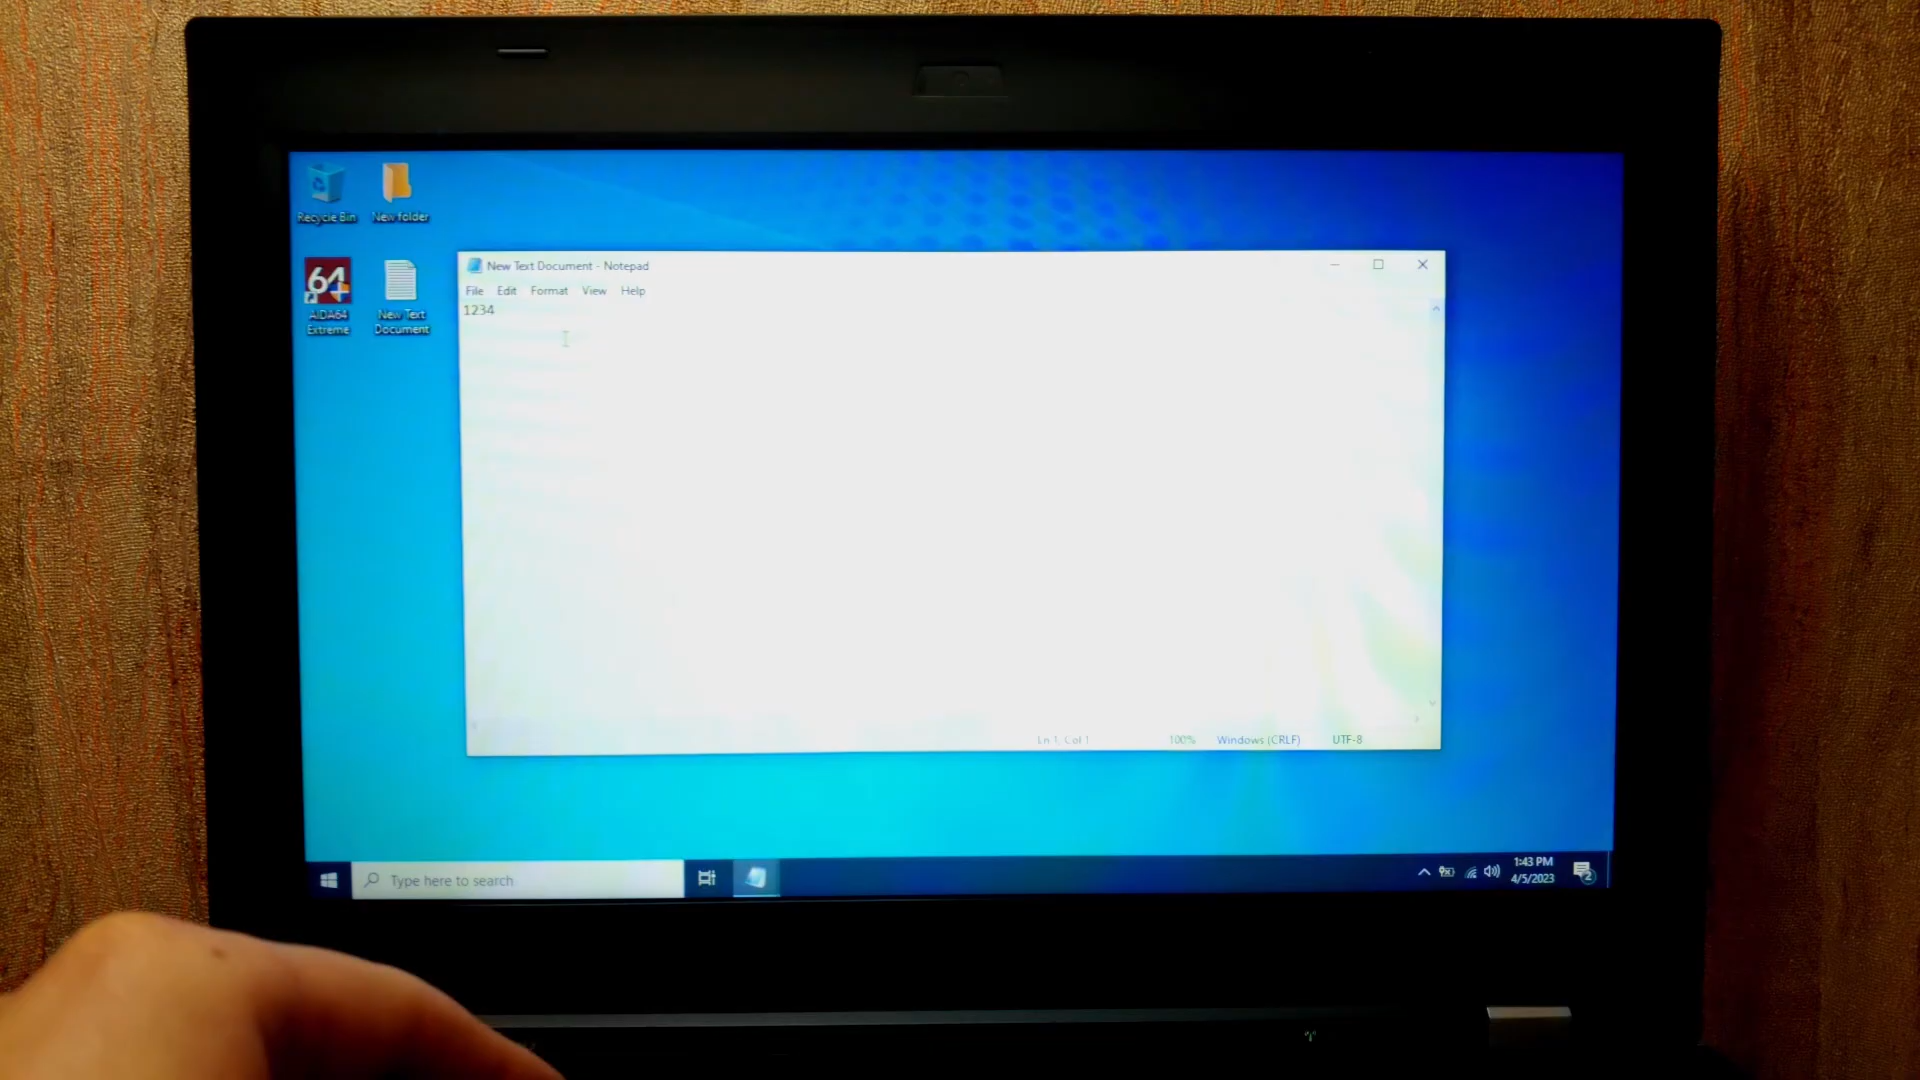 Recycle Bin
New folder
64
AIDA64
Extreme
New Text
Document
New Text Document - Notepad
File Edit Format View Help
1234
Ln 1, Col 1 100% Windows (CRLF) UTF-8
Type here to search
1:43 PM
4/5/2023
2